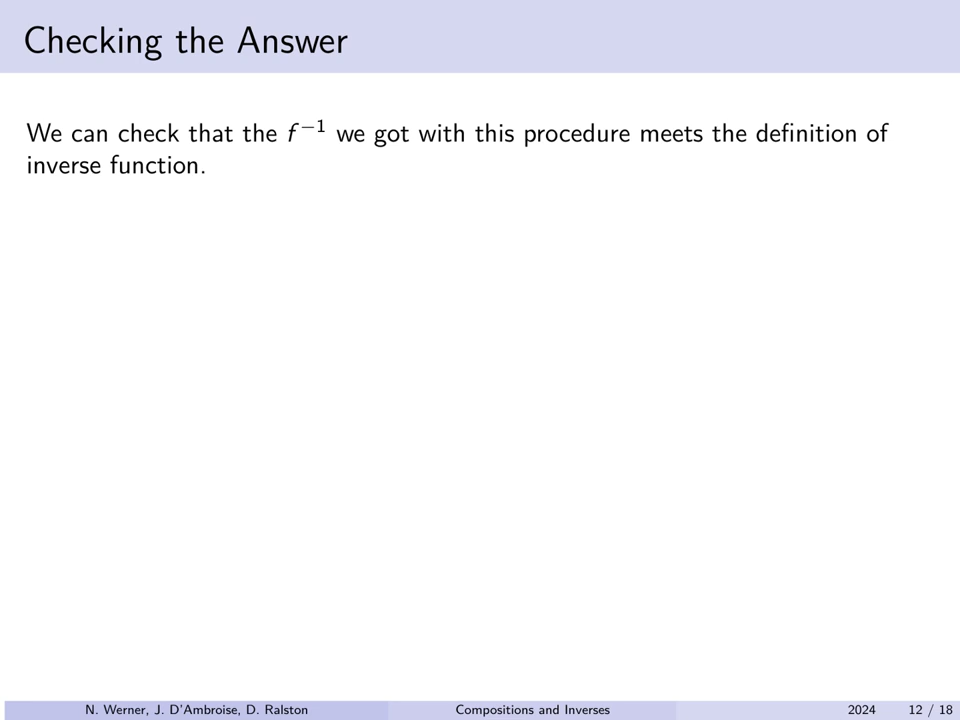 Checking the Answer
We can check that the f⁻¹ we got with this procedure meets the definition of
inverse function.
N. Werner, J. D'Ambroise, D. Ralston Compositions and Inverses 2024 12 / 18